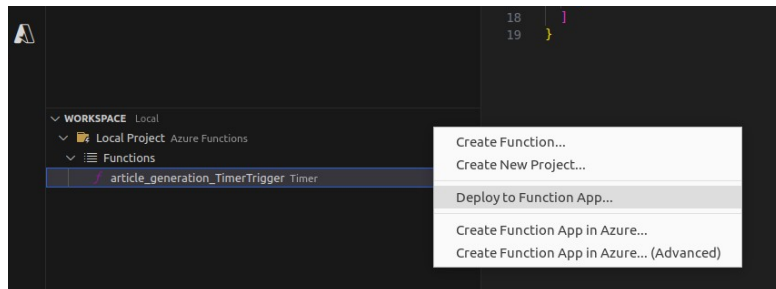 18 ]
19 }
WORKSPACE Local
Local Project Azure Functions
Functions
article_generation_TimerTrigger Timer
Create Function...
Create New Project...
Deploy to Function App...
Create Function App in Azure...
Create Function App in Azure... (Advanced)